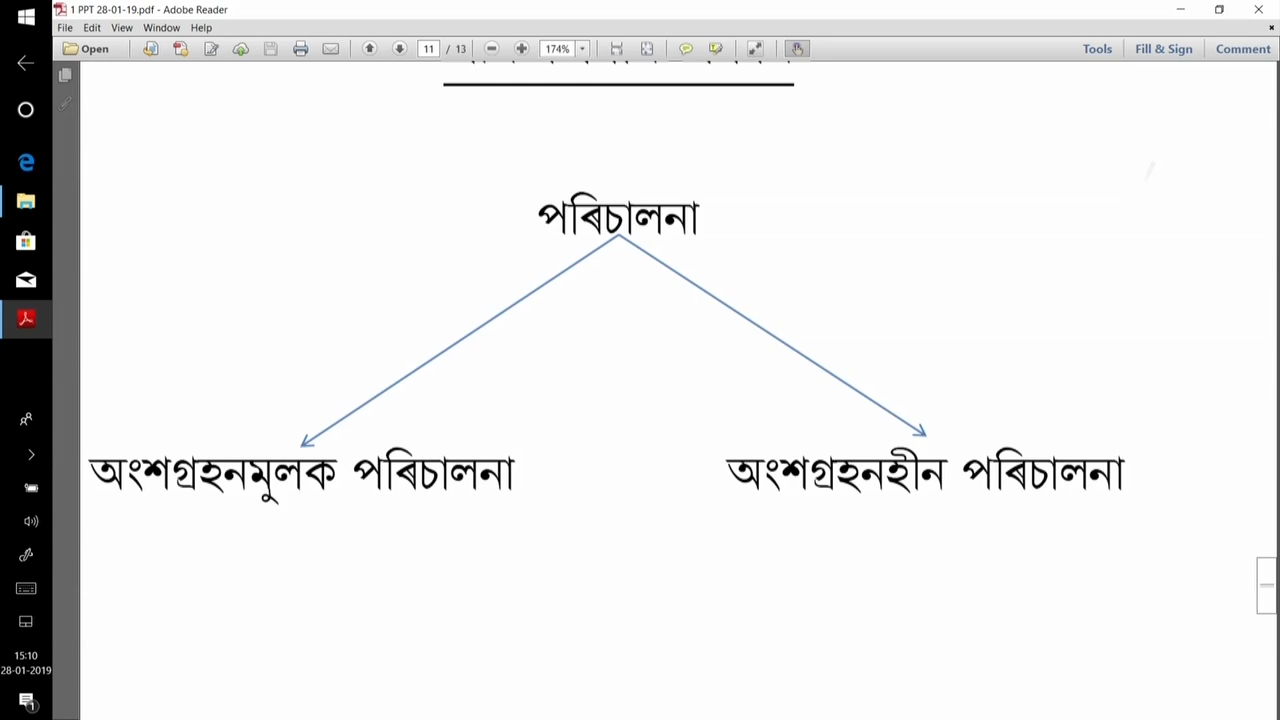 1 PPT 28-01-19.pdf - Adobe Reader
File Edit View Window Help
Open 11 / 13 174% Tools Fill & Sign Comment
পৰিচালনা
অংশগ্ৰহনমুলক পৰিচালনা অংশগ্ৰহনহীন পৰিচালনা
15:10
28-01-2019
1